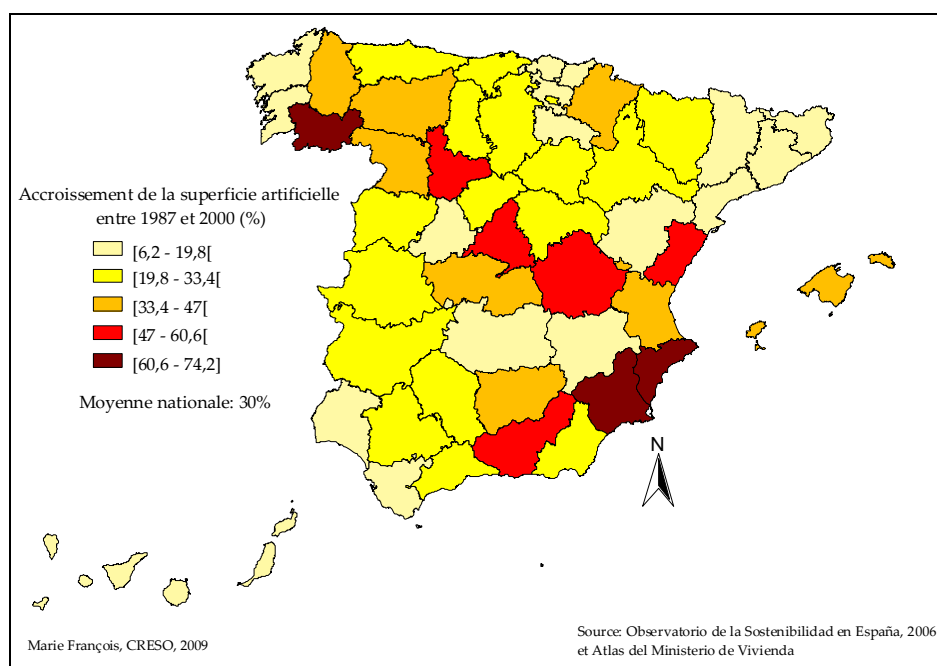 Accroissement de la superficie artificielle
entre 1987 et 2000 (%)
[6,2 - 19,8[
[19,8 - 33,4[
[33,4 - 47[
[47 - 60,6[
[60,6 - 74,2]
Moyenne nationale: 30%
N
Marie François, CRESO, 2009
Source: Observatorio de la Sostenibilidad en España, 2006
et Atlas del Ministerio de Vivienda